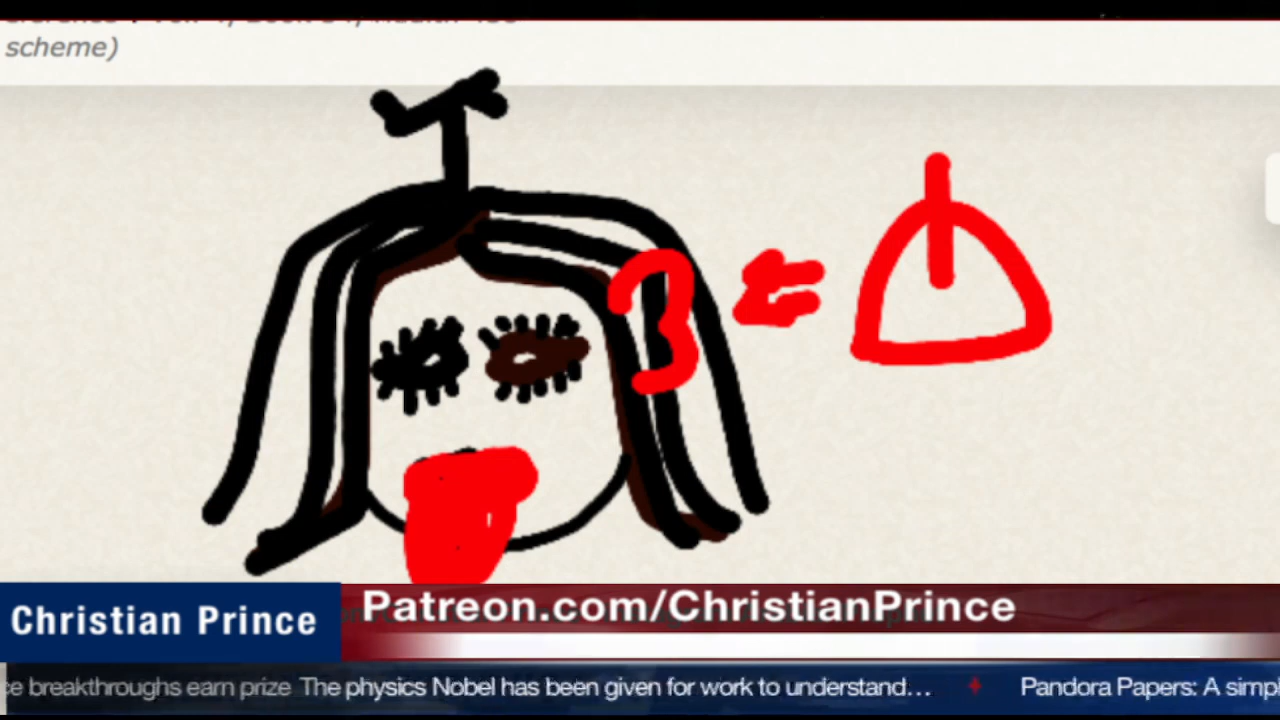 scheme)
Christian Prince
Patreon.com/ChristianPrince
ce breakthroughs earn prize The physics Nobel has been given for work to understand... Pandora Papers: A simpl